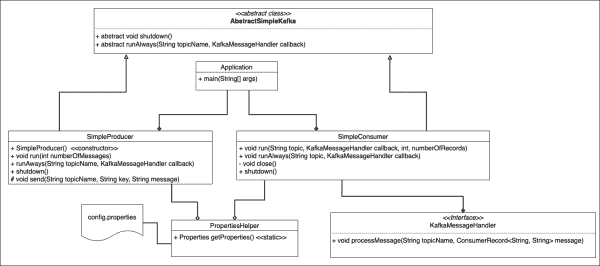 <<abstract class>>
AbstractSimpleKafka
+ abstract void shutdown()
+ abstract runAlways(String topicName, KafkaMessageHandler callback)
Application
+ main(String[] args)
SimpleProducer
+ SimpleProducer() <<constructor>>
+ void run(int numberOfMessages)
+ runAways(String topicName, KafkaMessageHandler callback)
+ shutdown()
# void send(String topicName, String key, String message)
SimpleConsumer
+ void run(String topic, KafkaMessageHandler callback, int, numberOfRecords)
+ void runAlways(String topic, KafkaMessageHandler callback)
- void close()
+ shutdown()
config.properties
PropertiesHelper
+ Properties getProperties() <<static>>
<<Interface>>
KafkaMessageHandler
+ void processMessage(String topicName, ConsumerRecord<String, String> message)